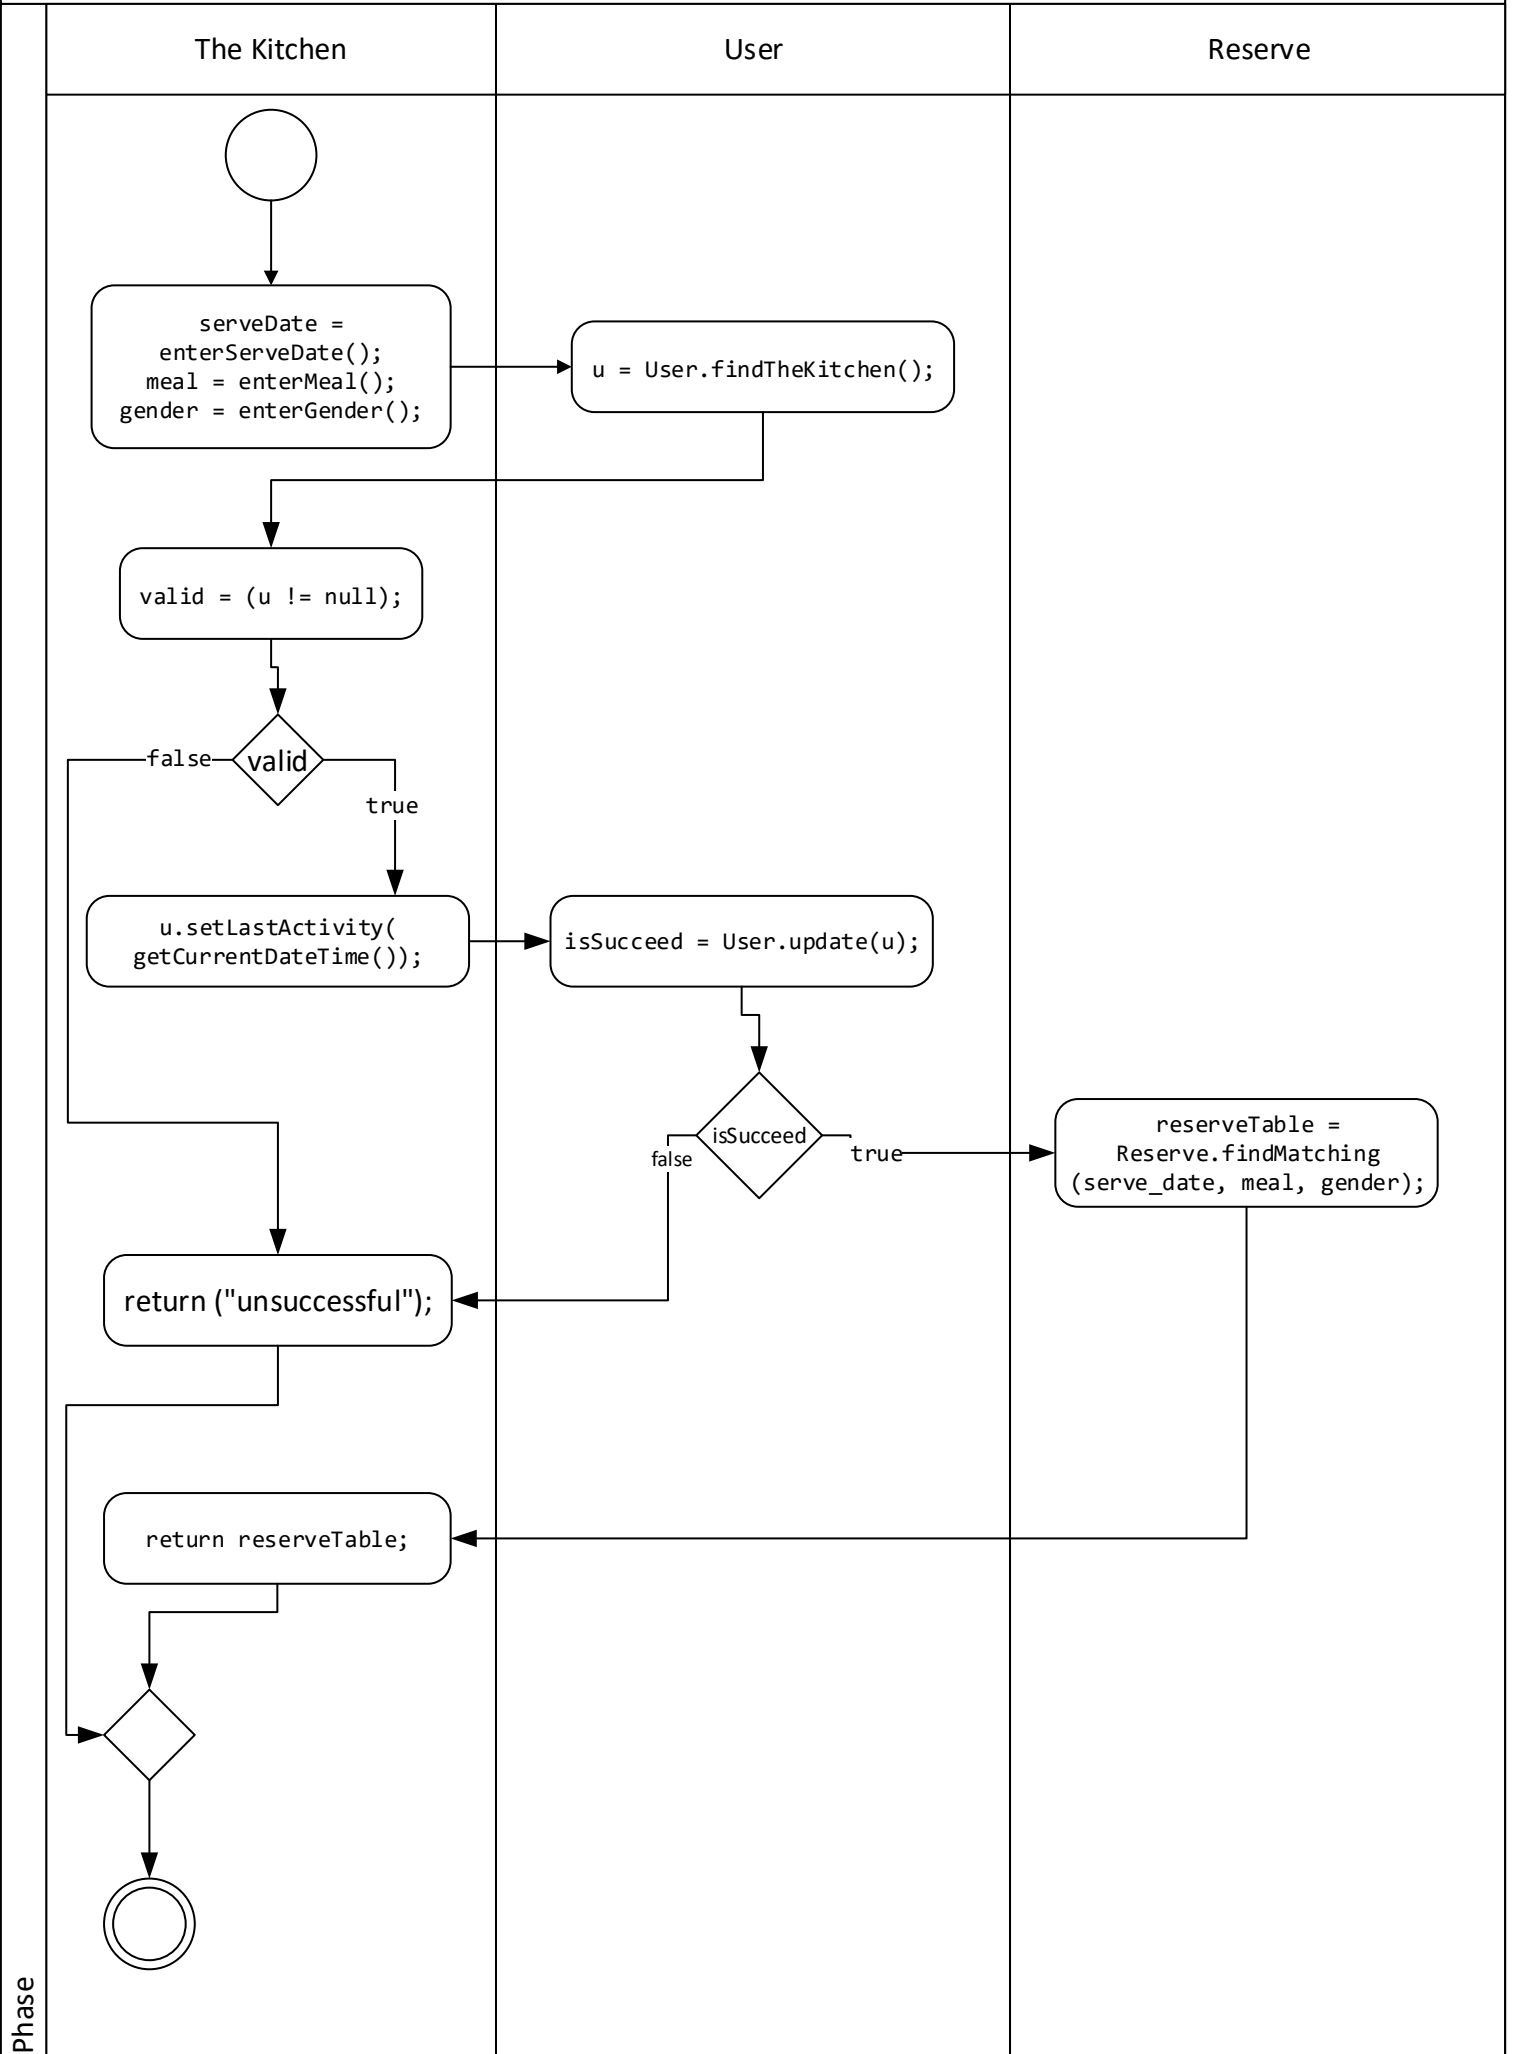 The Kitchen
User
Reserve
serveDate =
enterServeDate();
meal = enterMeal();
gender = enterGender();
u = User.findTheKitchen();
valid = (u != null);
false
valid
true
u.setLastActivity(
getCurrentDateTime());
isSucceed = User.update(u);
isSucceed
false
true
reserveTable =
Reserve.findMatching
(serve_date, meal, gender);
return ("unsuccessful");
return reserveTable;
Phase